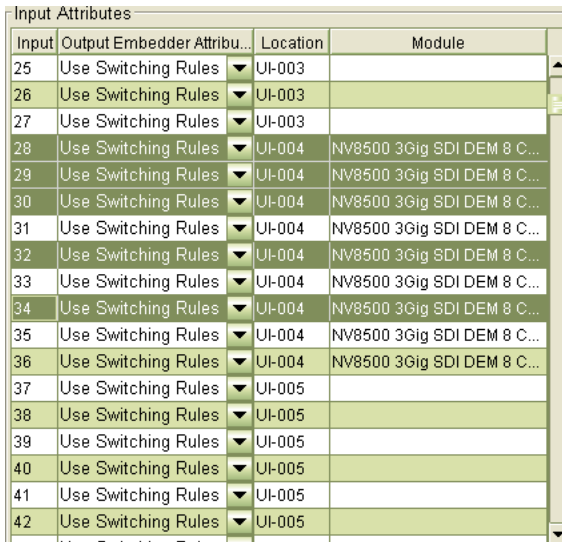 Input Attributes
Input Output Embedder Attribu... Location Module
25 Use Switching Rules UI-003
26 Use Switching Rules UI-003
27 Use Switching Rules UI-003
28 Use Switching Rules UI-004 NV8500 3Gig SDI DEM 8 C...
29 Use Switching Rules UI-004 NV8500 3Gig SDI DEM 8 C...
30 Use Switching Rules UI-004 NV8500 3Gig SDI DEM 8 C...
31 Use Switching Rules UI-004 NV8500 3Gig SDI DEM 8 C...
32 Use Switching Rules UI-004 NV8500 3Gig SDI DEM 8 C...
33 Use Switching Rules UI-004 NV8500 3Gig SDI DEM 8 C...
34 Use Switching Rules UI-004 NV8500 3Gig SDI DEM 8 C...
35 Use Switching Rules UI-004 NV8500 3Gig SDI DEM 8 C...
36 Use Switching Rules UI-004 NV8500 3Gig SDI DEM 8 C...
37 Use Switching Rules UI-005
38 Use Switching Rules UI-005
39 Use Switching Rules UI-005
40 Use Switching Rules UI-005
41 Use Switching Rules UI-005
42 Use Switching Rules UI-005